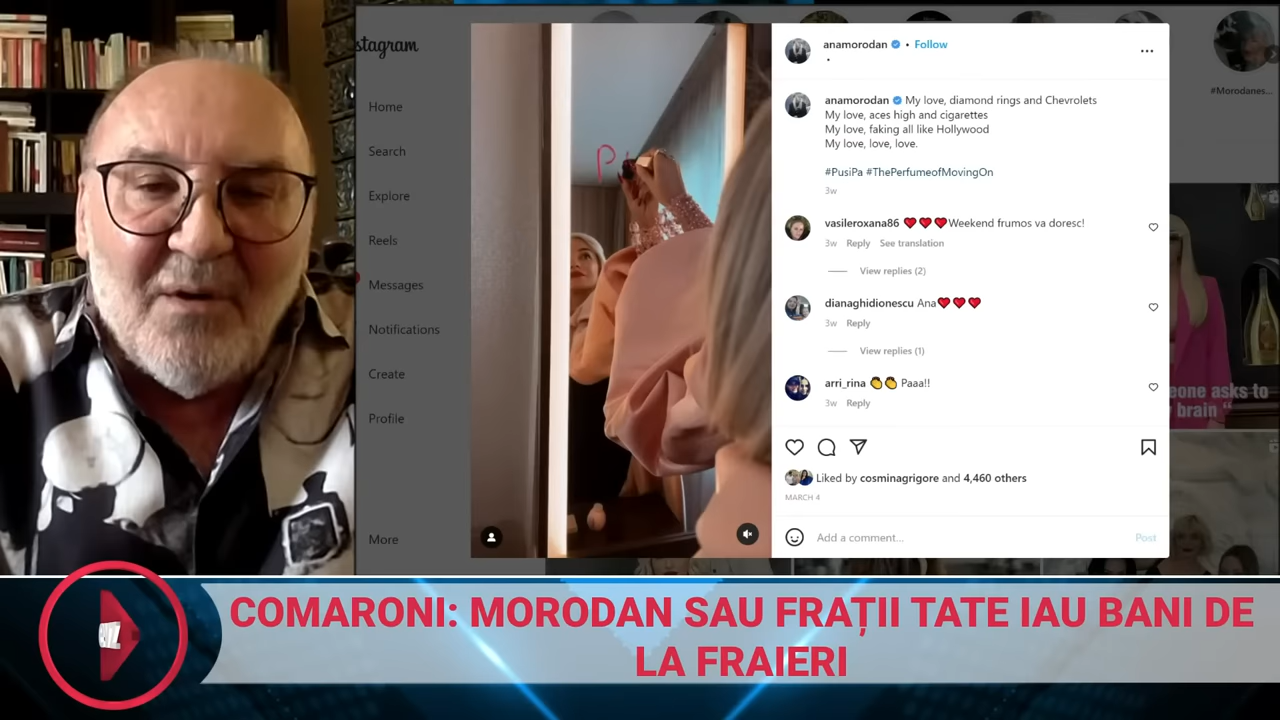 stagram
Home
Search
Explore
Reels
Messages
Notifications
Create
Profile
More
P
anamorodan • Follow
anamorodan My love, diamond rings and Chevrolets
My love, aces high and cigarettes
My love, faking all like Hollywood
My love, love, love.
#PusiPa #ThePerfumeofMovingOn
3w
vasileroxana86 ❤❤❤Weekend frumos va doresc!
3w Reply See translation
View replies (2)
dianaghidionescu Ana❤❤❤
3w Reply
View replies (1)
arri_rina 👏👏 Paaa!!
3w Reply
Liked by cosminagrigore and 4,460 others
MARCH 4
Add a comment... Post
#Morodanes...
eone asks to
brain “
COMARONI: MORODAN SAU FRAȚII TATE IAU BANI DE
LA FRAIERI